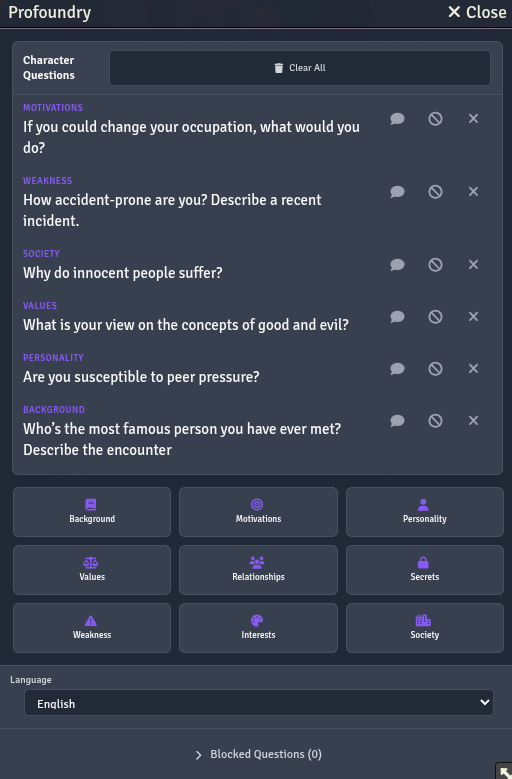 Profoundry
Close
Character
Questions
Clear All
MOTIVATIONS
If you could change your occupation, what would you
do?
WEAKNESS
How accident-prone are you? Describe a recent
incident.
SOCIETY
Why do innocent people suffer?
VALUES
What is your view on the concepts of good and evil?
PERSONALITY
Are you susceptible to peer pressure?
BACKGROUND
Who's the most famous person you have ever met?
Describe the encounter
Background
Motivations
Personality
Values
Relationships
Secrets
Weakness
Interests
Society
Language
English
Blocked Questions (0)